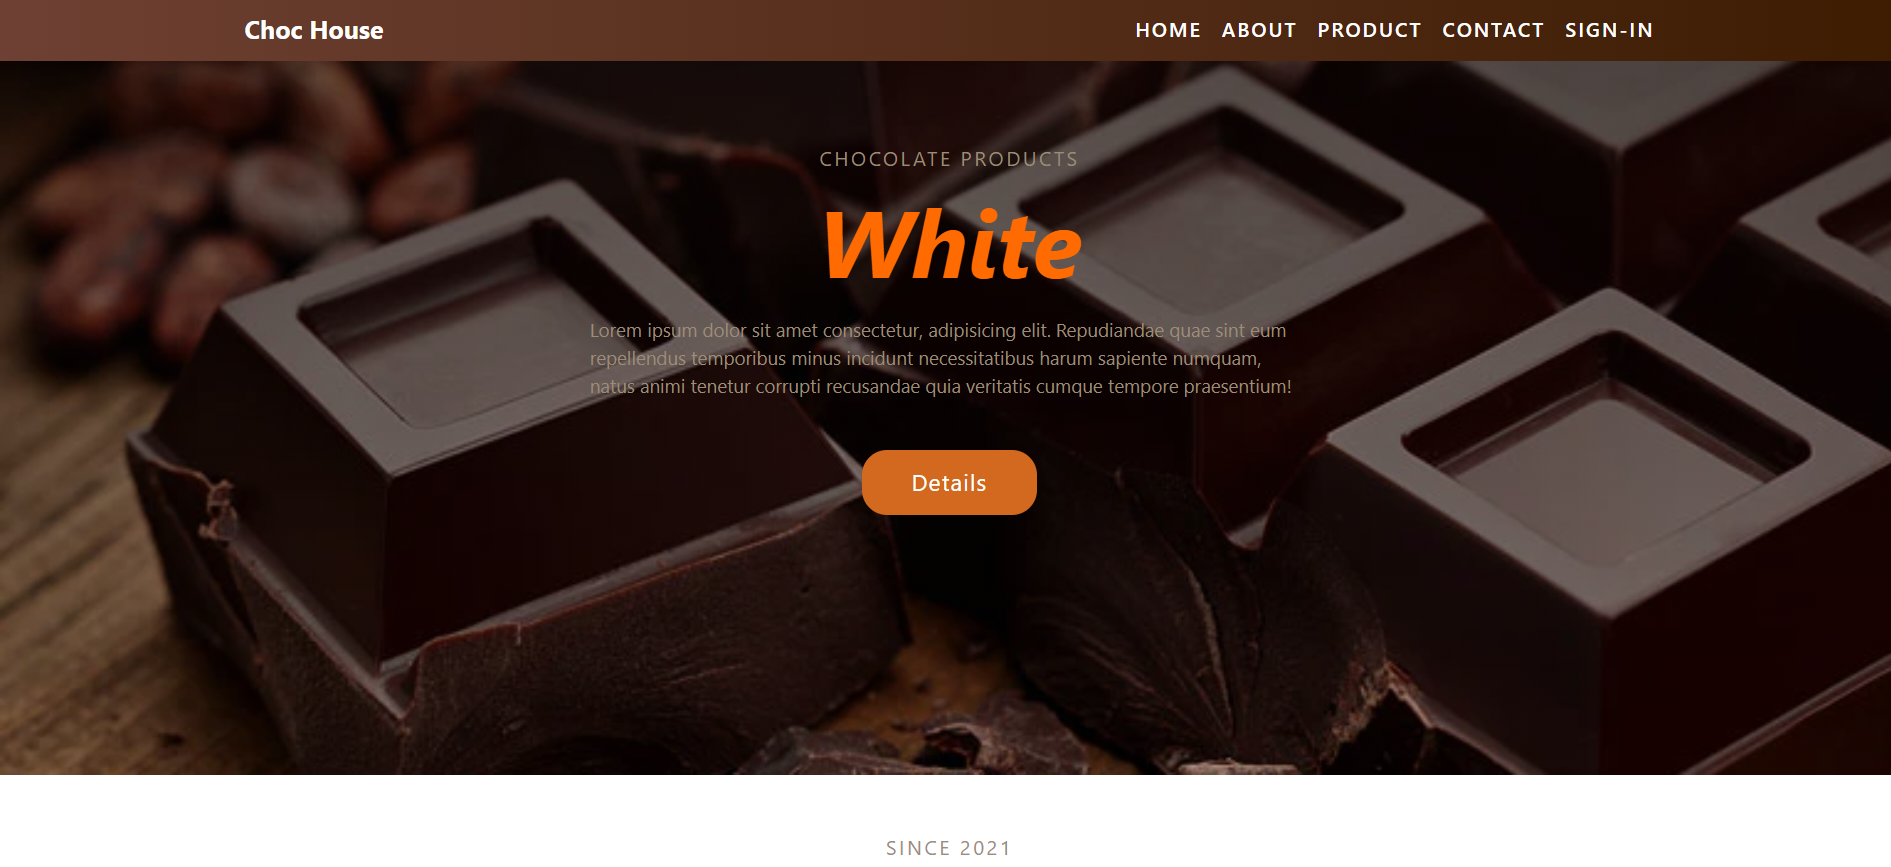 Choc House
HOME ABOUT PRODUCT CONTACT SIGN-IN
CHOCOLATE PRODUCTS
White
Lorem ipsum dolor sit amet consectetur, adipisicing elit. Repudiandae quae sint eum
repellendus temporibus minus incidunt necessitatibus harum sapiente numquam,
natus animi tenetur corrupti recusandae quia veritatis cumque tempore praesentium!
Details
SINCE 2021